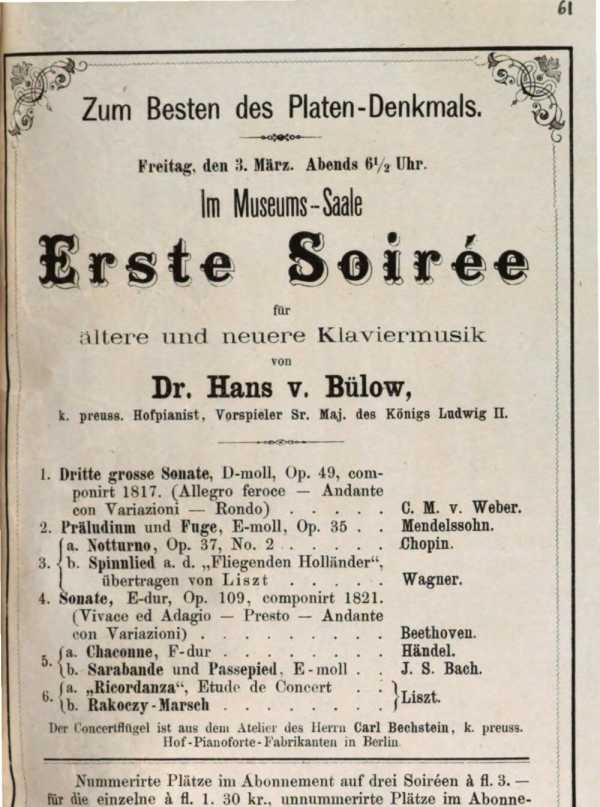 61
Zum Besten des Platen-Denkmals.
Freitag, den 3. März. Abends 6½ Uhr.
Im Museums-Saale
Erste Soirée
für
ältere und neuere Klaviermusik
von
Dr. Hans v. Bülow,
k. preuss. Hofpianist, Vorspieler Sr. Maj. des Königs Ludwig II.
1. Dritte grosse Sonate, D-moll, Op. 49, com-
ponirt 1817. (Allegro feroce — Andante
con Variazioni — Rondo) . . . . . C. M. v. Weber.
2. Präludium und Fuge, E-moll, Op. 35 . . Mendelssohn.
3. a. Notturno, Op. 37, No. 2 . . . . . Chopin.
b. Spinnlied a. d. „Fliegenden Holländer“,
übertragen von Liszt . . . . . Wagner.
4. Sonate, E-dur, Op. 109, componirt 1821.
(Vivace ed Adagio — Presto — Andante
con Variazioni) . . . . . . . . Beethoven.
5. a. Chaconne, F-dur . . . . . . . . Händel.
b. Sarabande und Passepied, E-moll . . J. S. Bach.
6. a. „Ricordanza“, Etude de Concert . . Liszt.
b. Rakoczy-Marsch . . . . . . .
Der Concertflügel ist aus dem Atelier des Herrn Carl Bechstein, k. preuss.
Hof-Pianoforte-Fabrikanten in Berlin.
Nummerirte Plätze im Abonnement auf drei Soiréen à fl. 3. —
für die einzelne à fl. 1. 30 kr., unnummerirte Plätze im Abonne-